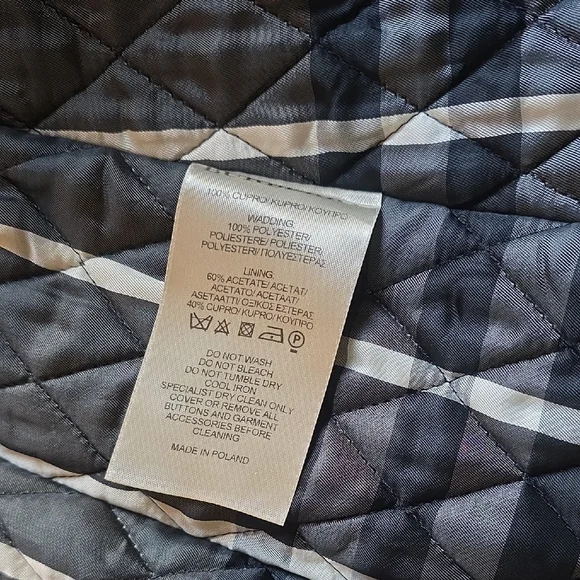 100% CUPRO/ KUPRO/ ΚΟΥΠΡΟ
WADDING
100% POLYESTER/
POLIESTERE/ POLIÉSTER,
POLYESTERI/ ΠΟΛΥΕΣΤΕΡΑΣ
LINING
60% ACETATE/ ACETAT/
ACETATO/ ACETAAT/
ASETAATTI/ ΟΞΙΚΟΣ ΕΣΤΕΡΑΣ
40% CUPRO/ KUPRO/ ΚΟΥΠΡΟ
P
DO NOT WASH
DO NOT BLEACH
DO NOT TUMBLE DRY
COOL IRON
SPECIALIST DRY CLEAN ONLY
COVER OR REMOVE ALL
BUTTONS AND GARMENT
ACCESSORIES BEFORE
CLEANING
MADE IN POLAND